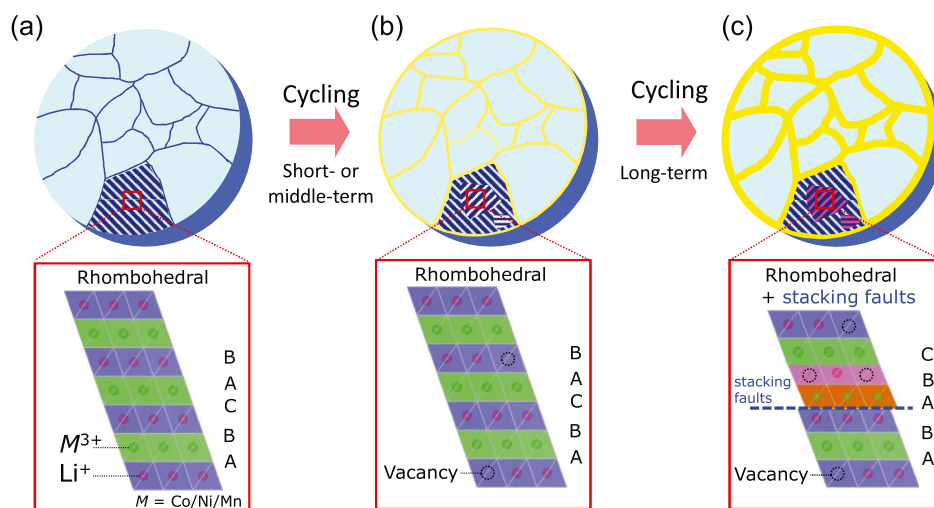 (a)
(b)
(c)
Cycling
Short- or
middle-term
Cycling
Long-term
Rhombohedral
B
A
C
B
A
M3+
Li+
M = Co/Ni/Mn
Rhombohedral
B
A
C
B
A
Vacancy
Rhombohedral
+ stacking faults
C
B
A
stacking
faults
B
A
Vacancy